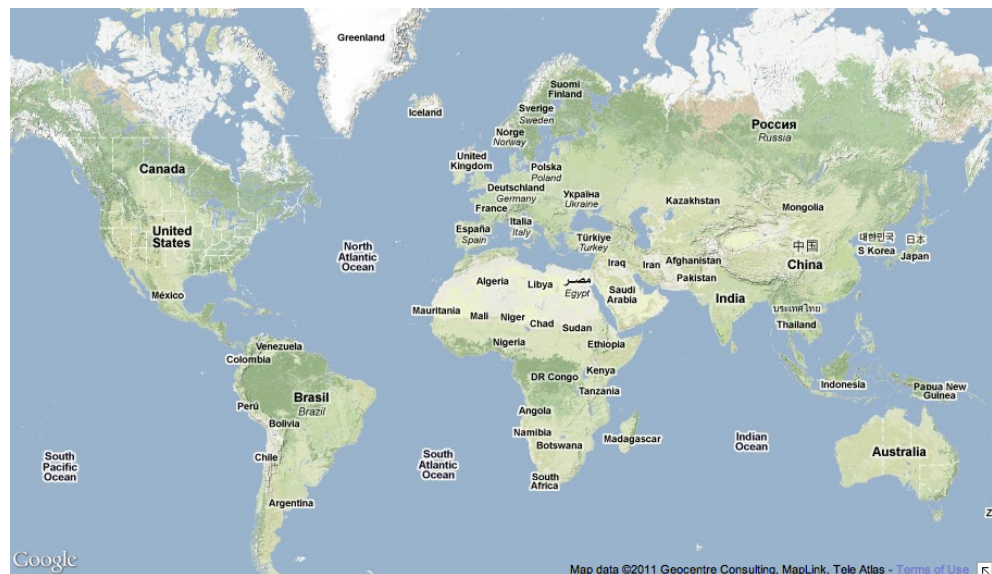 Greenland
Iceland
Suomi
Finland
Sverige
Sweden
Norge
Norway
Россия
Russia
Canada
United
Kingdom
Polska
Poland
Deutschland
Germany
Україна
Ukraine
France
Kazakhstan
Mongolia
Italia
Italy
España
Spain
United
States
Türkiye
Turkey
中国
China
대한민국
S Korea
日本
Japan
North
Atlantic
Ocean
Iraq
Iran
Afghanistan
Pakistan
Algeria
Libya
مصر
Egypt
Saudi
Arabia
India
México
Mauritania
Mali
Niger
Chad
Sudan
ประเทศไทย
Thailand
Nigeria
Ethiopia
Venezuela
Colombia
Kenya
DR Congo
Tanzania
Indonesia
Papua New
Guinea
Brasil
Brazil
Perú
Bolivia
Angola
Namibia
Botswana
Madagascar
Indian
Ocean
Australia
South
Pacific
Ocean
Chile
South
Atlantic
Ocean
South
Africa
Argentina
Z
Google
Map data ©2011 Geocentre Consulting, MapLink, Tele Atlas - Terms of Use